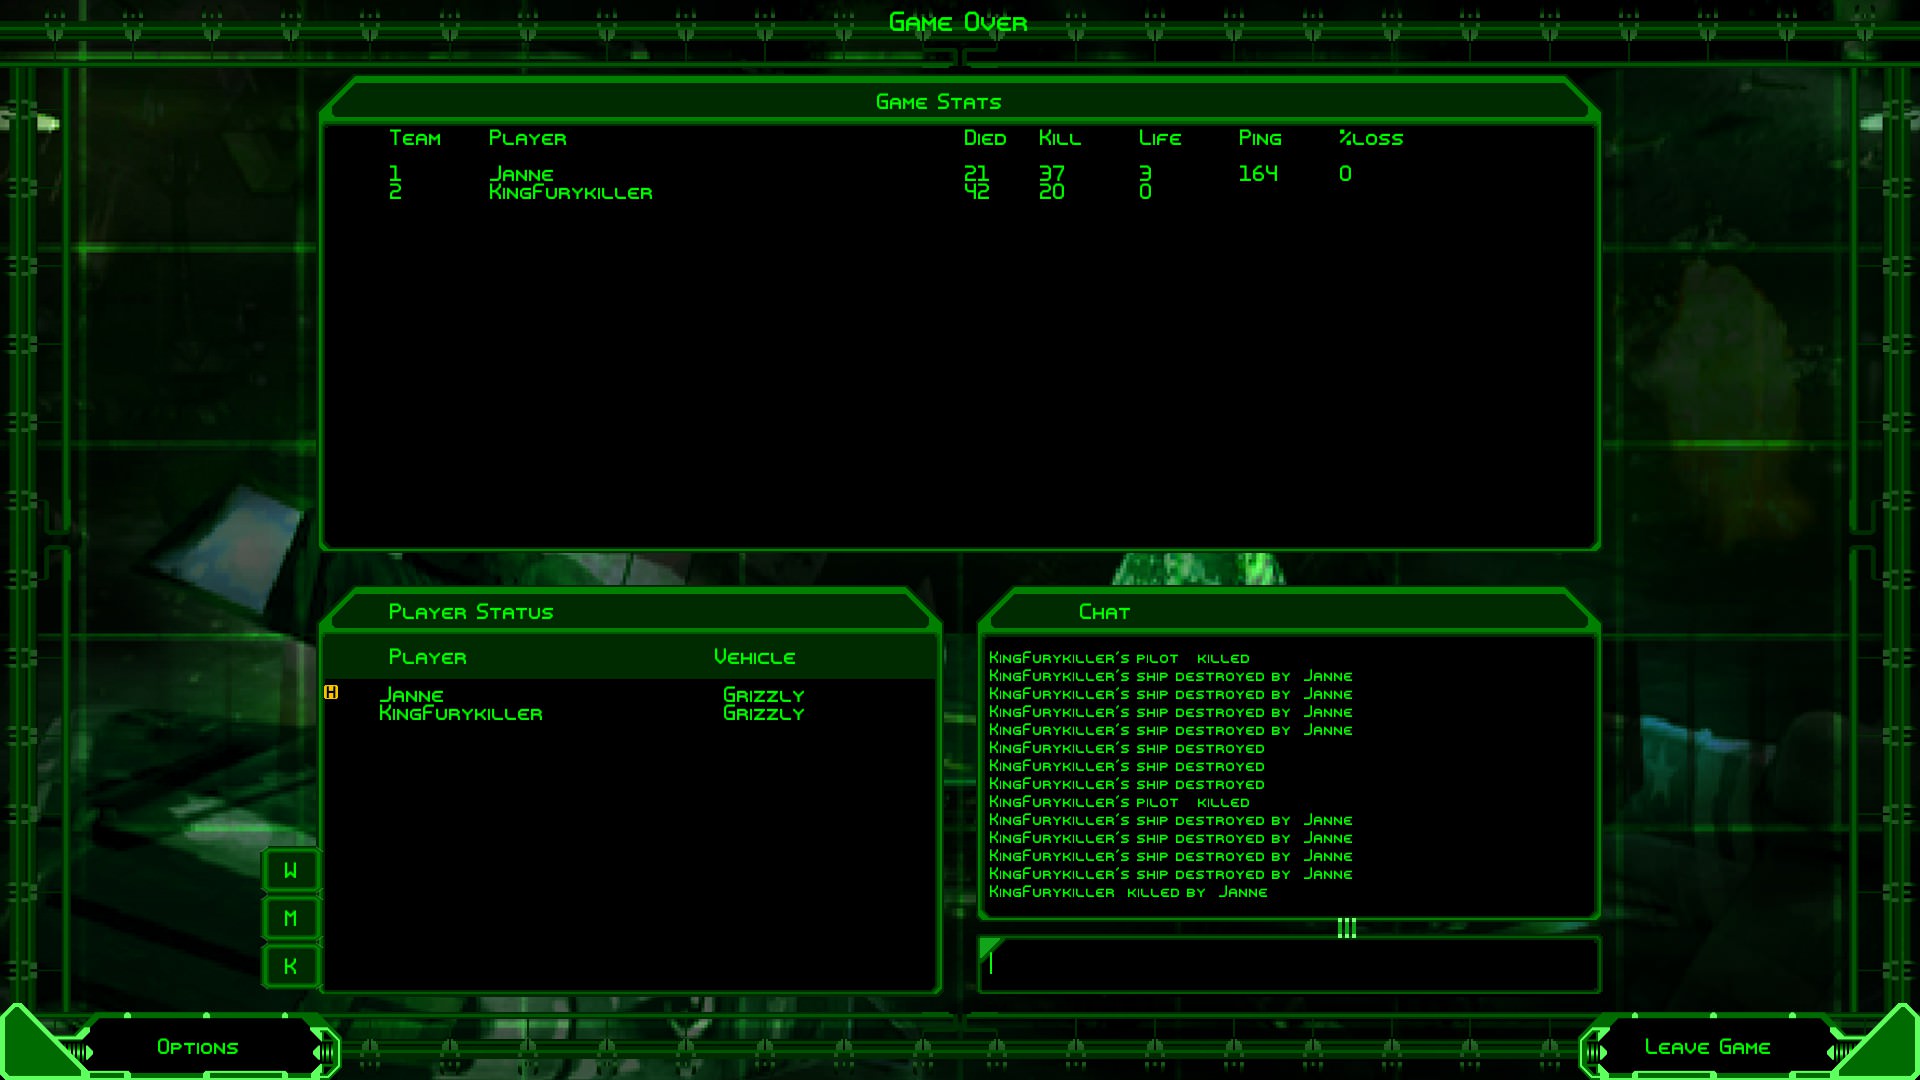 Game Over
Game Stats
Team Player Died Kill Life Ping %Loss
1 Janne 21 37 3 164 0
2 KingFurykiller 42 20 0
Player Status
Player Vehicle
H Janne Grizzly
KingFurykiller Grizzly
W
M
K
Chat
KingFurykiller's pilot killed
KingFurykiller's ship destroyed by Janne
KingFurykiller's ship destroyed by Janne
KingFurykiller's ship destroyed by Janne
KingFurykiller's ship destroyed by Janne
KingFurykiller's ship destroyed
KingFurykiller's ship destroyed
KingFurykiller's ship destroyed
KingFurykiller's pilot killed
KingFurykiller's ship destroyed by Janne
KingFurykiller's ship destroyed by Janne
KingFurykiller's ship destroyed by Janne
KingFurykiller's ship destroyed by Janne
KingFurykiller killed by Janne
Options
Leave Game